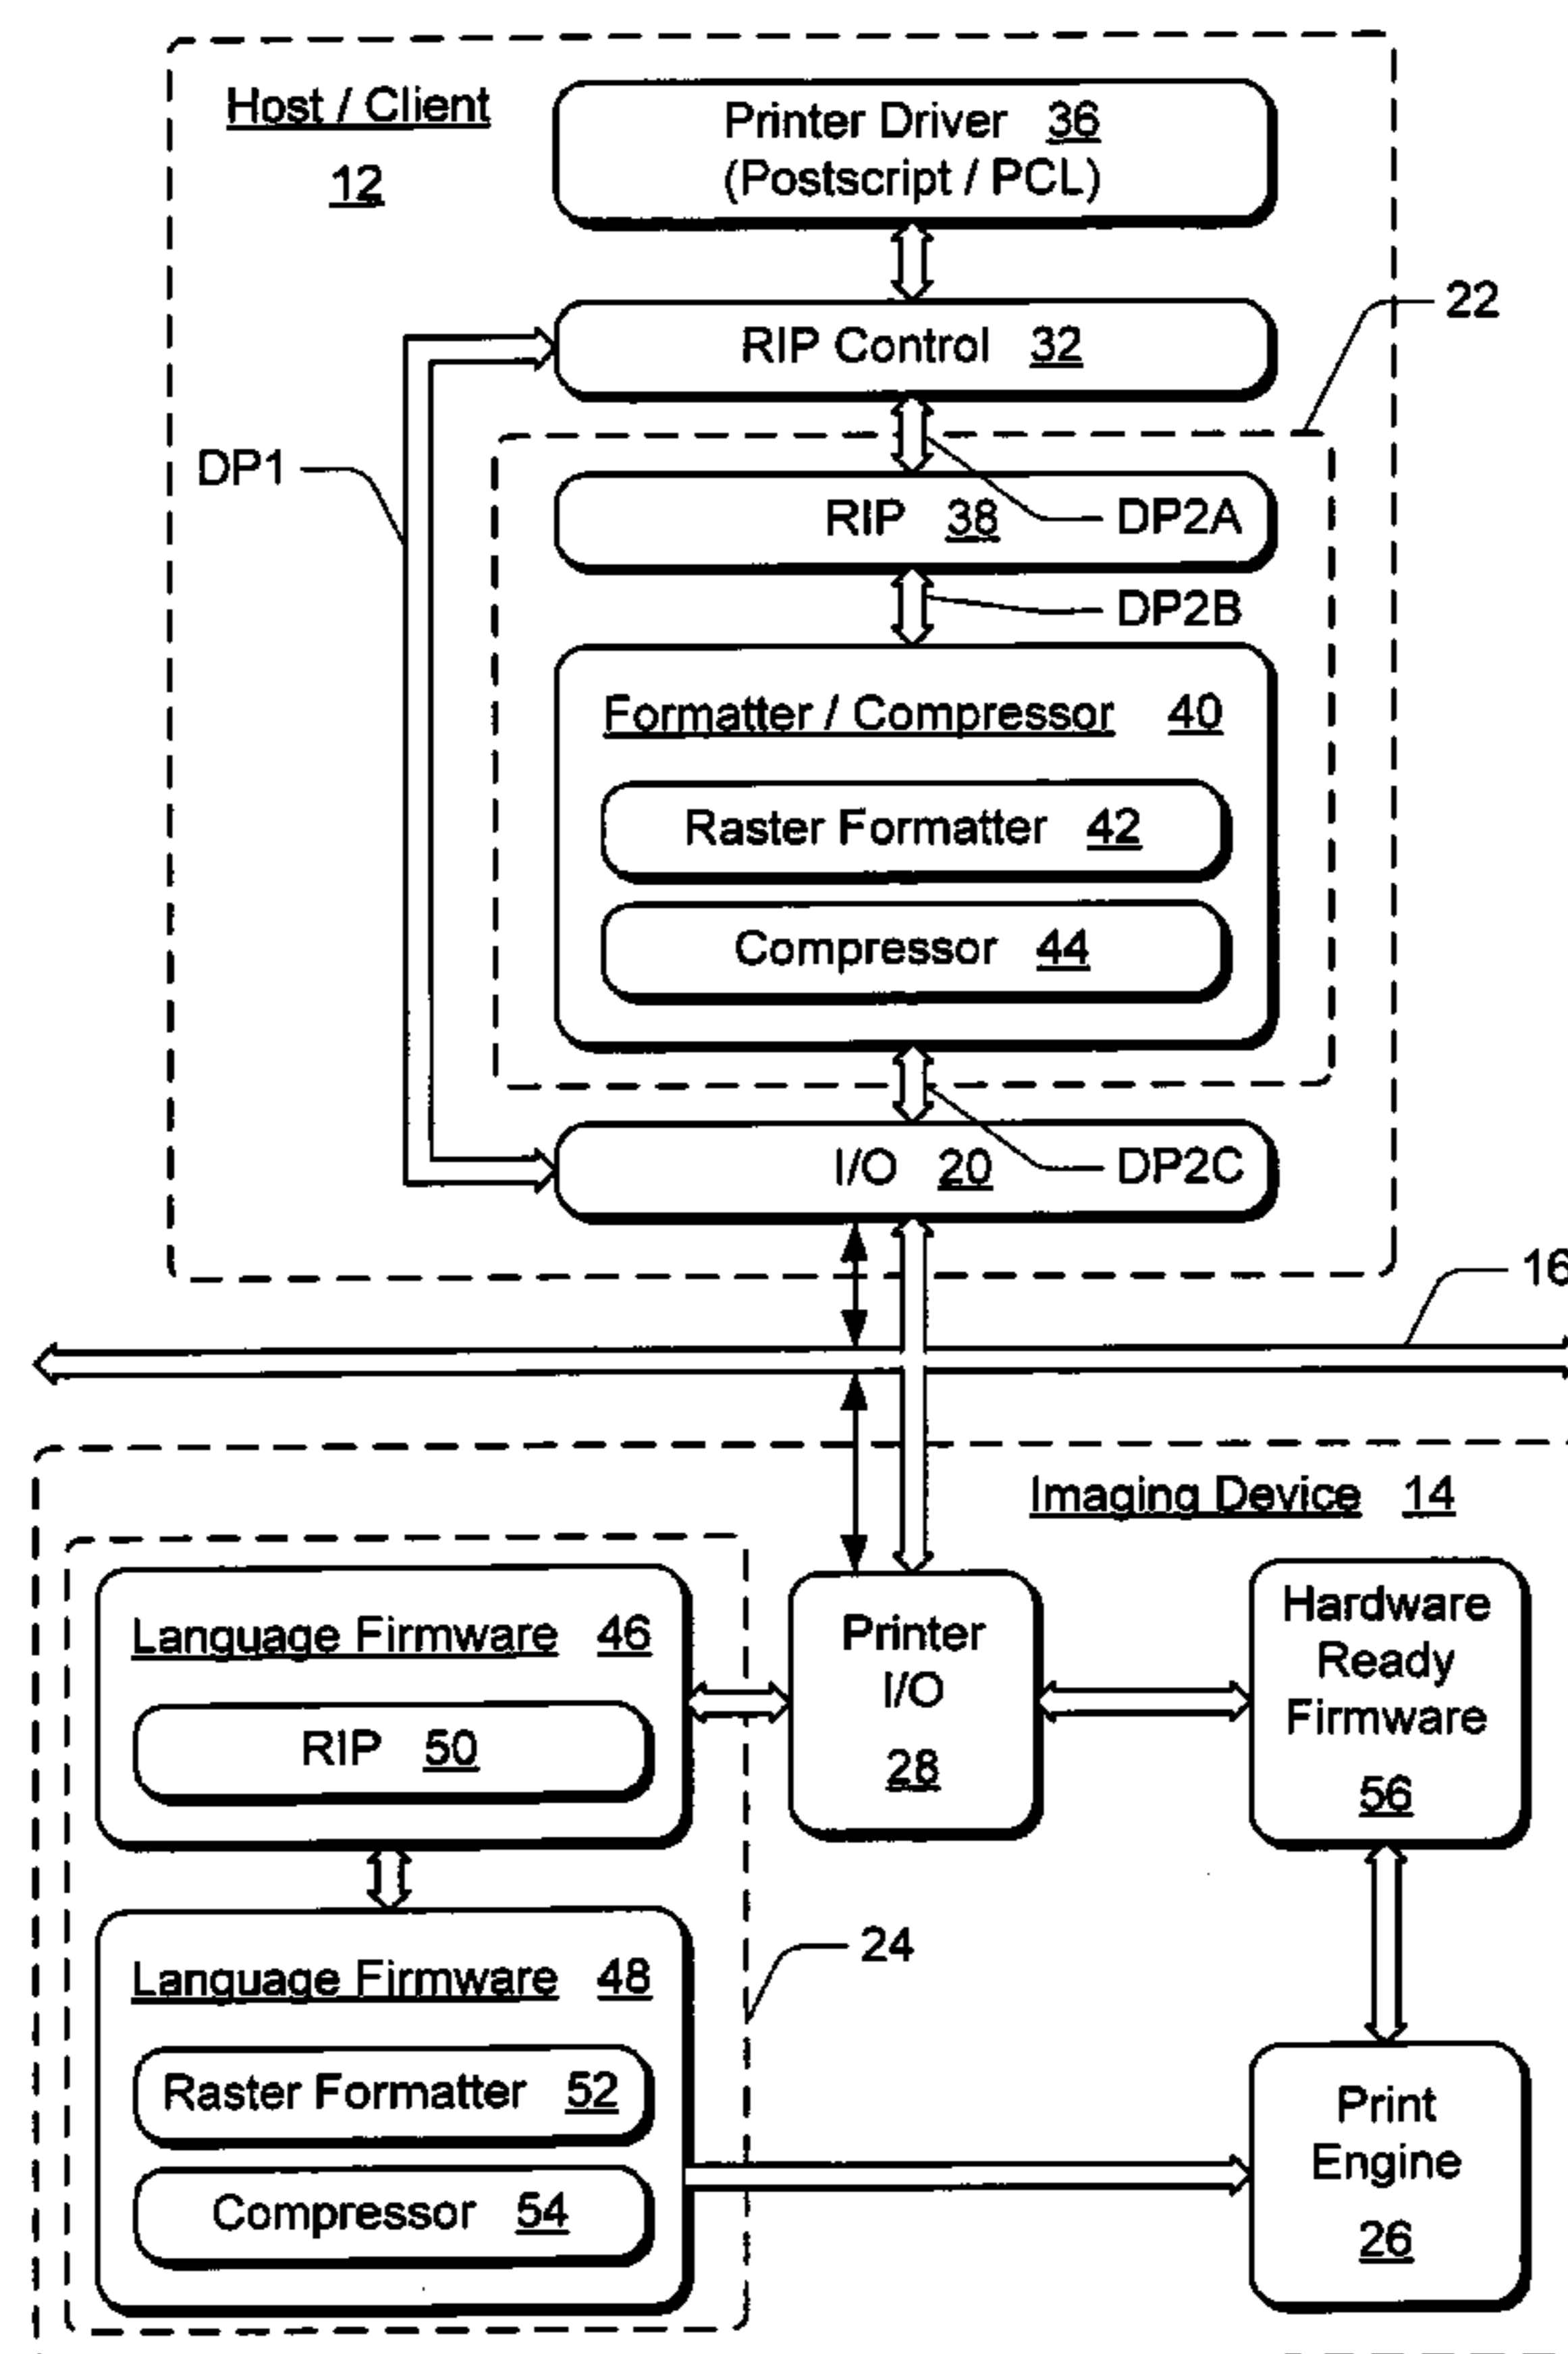 Host / Client
12
Printer Driver 36
(Postscript / PCL)
22
RIP Control 32
DP1
RIP 38
DP2A
DP2B
Formatter / Compressor 40
Raster Formatter 42
Compressor 44
I/O 20
DP2C
16
Imaging Device 14
Language Firmware 46
RIP 50
Printer
I/O
28
Hardware
Ready
Firmware
56
24
Language Firmware 48
Raster Formatter 52
Compressor 54
Print
Engine
26